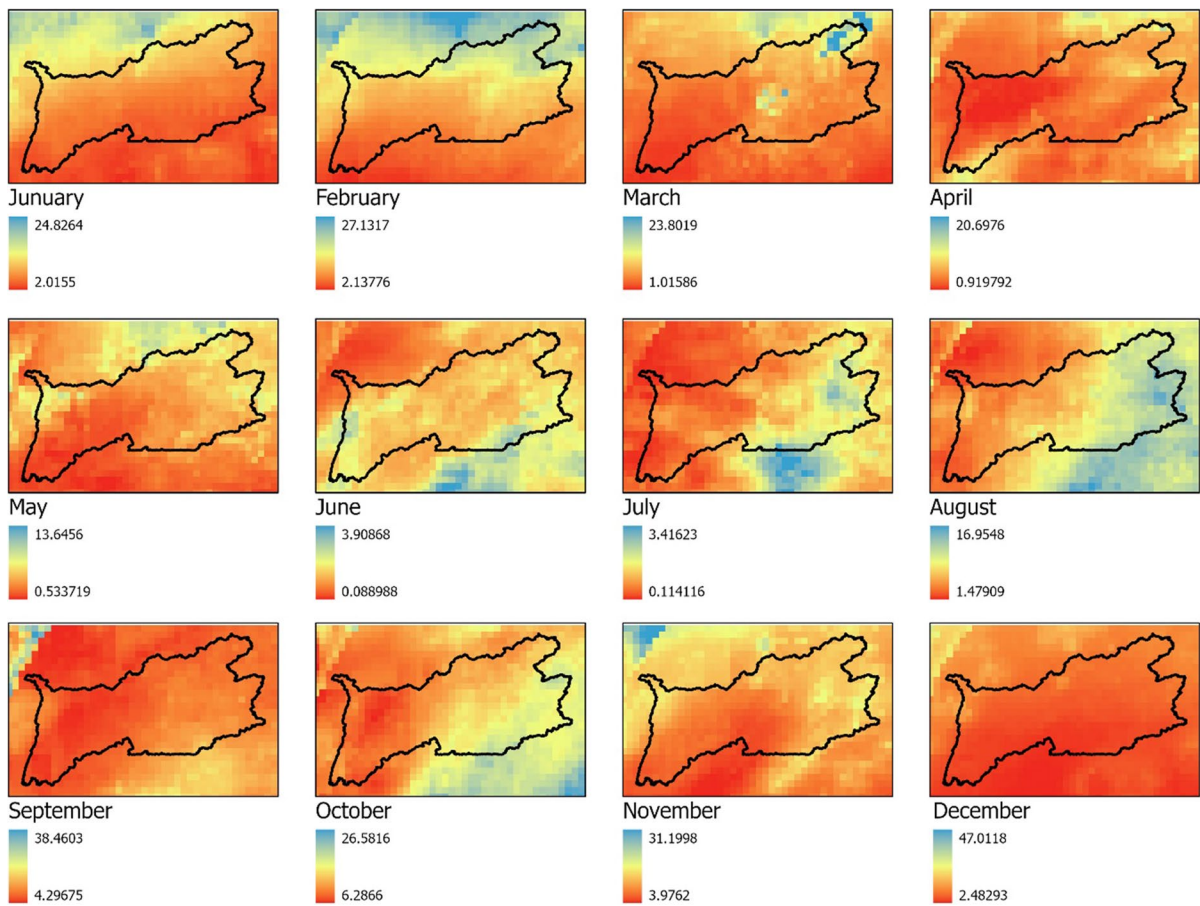 Junuary
24.8264
2.0155
February
27.1317
2.13776
March
23.8019
1.01586
April
20.6976
0.919792
May
13.6456
0.533719
June
3.90868
0.088988
July
3.41623
0.114116
August
16.9548
1.47909
September
38.4603
4.29675
October
26.5816
6.2866
November
31.1998
3.9762
December
47.0118
2.48293